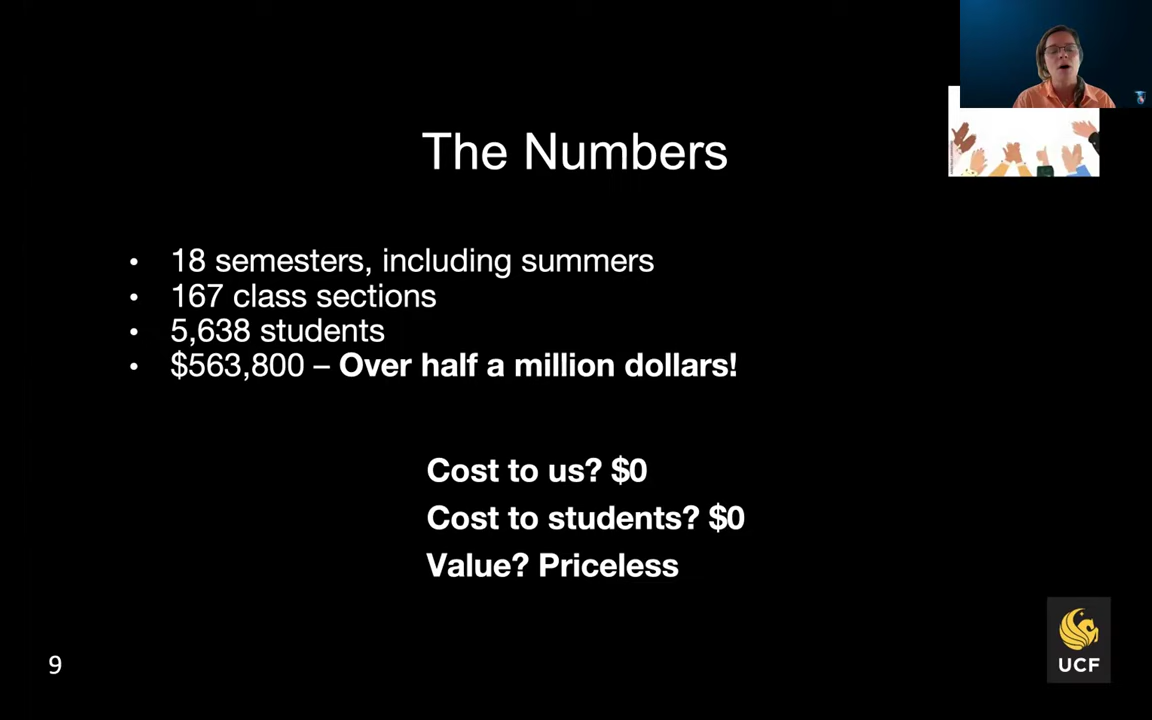 The Numbers
• 18 semesters, including summers
• 167 class sections
• 5,638 students
• $563,800 – Over half a million dollars!
Cost to us? $0
Cost to students? $0
Value? Priceless
9
UCF